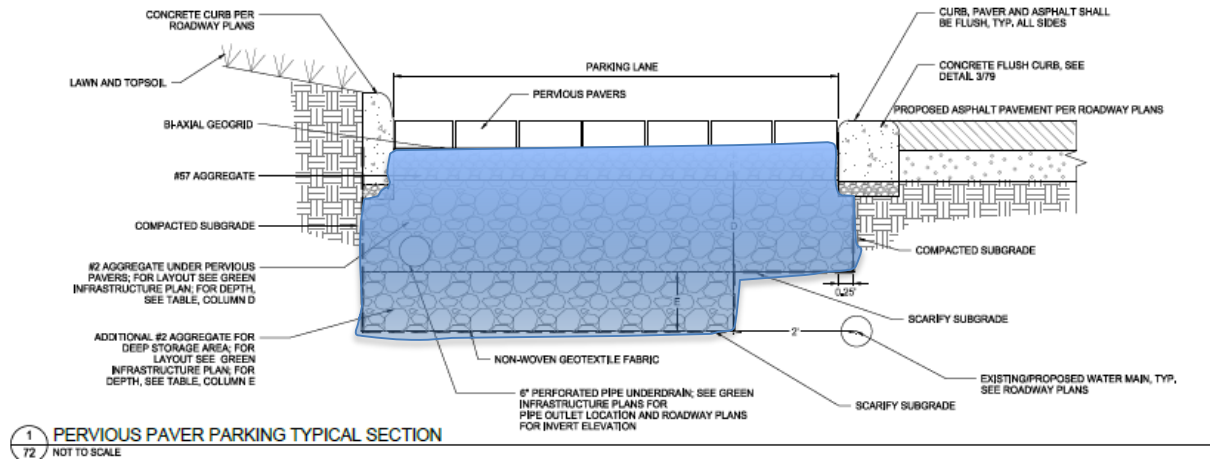 CONCRETE CURB PER
ROADWAY PLANS
LAWN AND TOPSOIL
BI-AXIAL GEOGRID
#57 AGGREGATE
COMPACTED SUBGRADE
#2 AGGREGATE UNDER PERVIOUS
PAVERS; FOR LAYOUT SEE GREEN
INFRASTRUCTURE PLAN; FOR DEPTH,
SEE TABLE, COLUMN D
ADDITIONAL #2 AGGREGATE FOR
DEEP STORAGE AREA; FOR
LAYOUT SEE GREEN
INFRASTRUCTURE PLAN; FOR
DEPTH, SEE TABLE, COLUMN E
PARKING LANE
PERVIOUS PAVERS
D
E
NON-WOVEN GEOTEXTILE FABRIC
6" PERFORATED PIPE UNDERDRAIN; SEE GREEN
INFRASTRUCTURE PLANS FOR
PIPE OUTLET LOCATION AND ROADWAY PLANS
FOR INVERT ELEVATION
CURB, PAVER AND ASPHALT SHALL
BE FLUSH, TYP. ALL SIDES
CONCRETE FLUSH CURB, SEE
DETAIL 3/79
PROPOSED ASPHALT PAVEMENT PER ROADWAY PLANS
COMPACTED SUBGRADE
0.25'
SCARIFY SUBGRADE
2'
EXISTING/PROPOSED WATER MAIN, TYP.
SEE ROADWAY PLANS
SCARIFY SUBGRADE
1
72
PERVIOUS PAVER PARKING TYPICAL SECTION
NOT TO SCALE